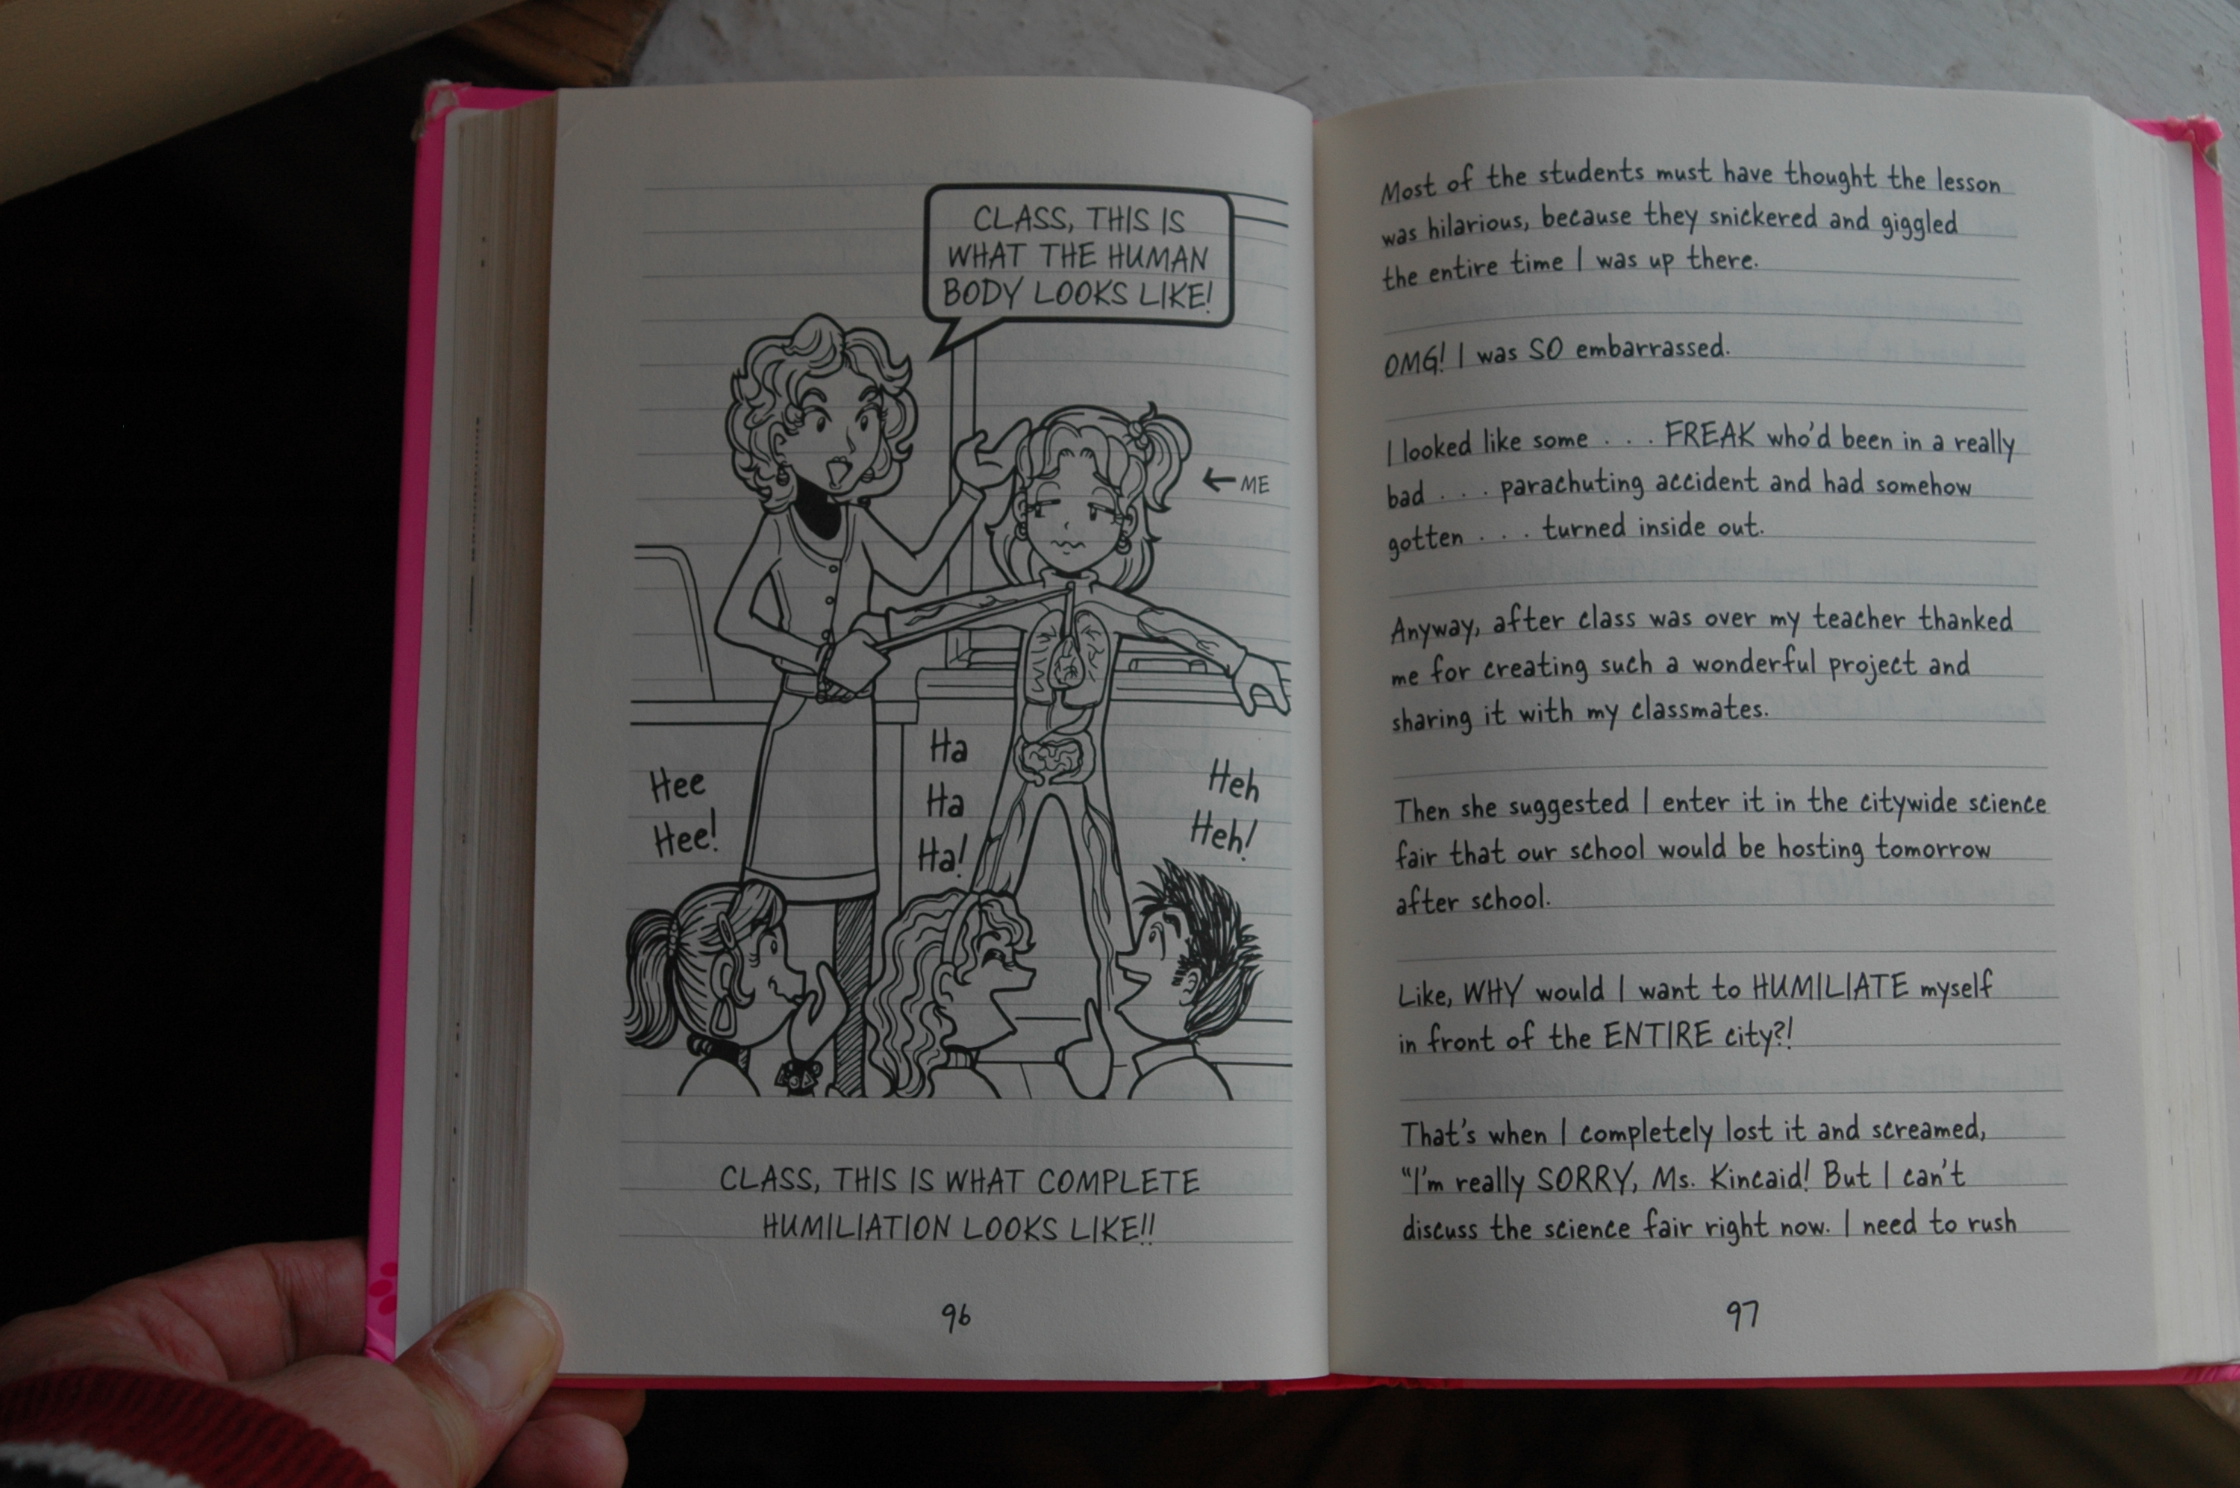 CLASS, THIS IS
WHAT THE HUMAN
BODY LOOKS LIKE!
← ME
Hee
Hee!
Ha
Ha
Ha!
Heh
Heh!
CLASS, THIS IS WHAT COMPLETE
HUMILIATION LOOKS LIKE!!
96
Most of the students must have thought the lesson
was hilarious, because they snickered and giggled
the entire time I was up there.
OMG! I was SO embarrassed.
I looked like some . . . FREAK who'd been in a really
bad . . . parachuting accident and had somehow
gotten . . . turned inside out.
Anyway, after class was over my teacher thanked
me for creating such a wonderful project and
sharing it with my classmates.
Then she suggested I enter it in the citywide science
fair that our school would be hosting tomorrow
after school.
Like, WHY would I want to HUMILIATE myself
in front of the ENTIRE city?!
That's when I completely lost it and screamed,
"I'm really SORRY, Ms. Kincaid! But I can't
discuss the science fair right now. I need to rush
97